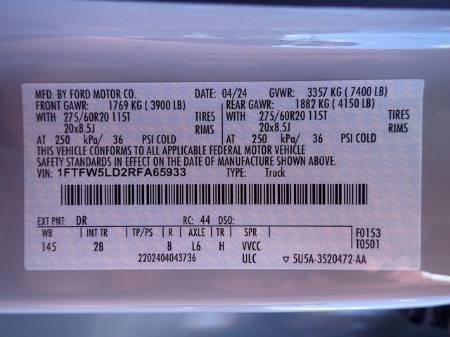 MFD. BY FORD MOTOR CO. 04/24 GVWR: 3357 KG (7400 LB)
FRONT GAWR: 1769 KG (3900 LB) REAR GAWR: 1882 KG (4150 LB)
WITH 275/60R20 115T TIRES WITH 275/60R20 115T TIRES
20x8.5J RIMS 20x8.5J RIMS
AT 250 kPa/ 36 PSI COLD AT 250 kPa/ 36 PSI COLD
THIS VEHICLE CONFORMS TO ALL APPLICABLE FEDERAL MOTOR VEHICLE
SAFETY STANDARDS IN EFFECT ON THE DATE OF MANUFACTURE SHOWN ABOVE.
VIN: 1FTFW5LD2RFA65933 TYPE: Truck
EXT PNT: DR RC: 44 DSO:
WB INT TR TP/PS R AXLE TR SPR F0153
145 2B 8 L6 H VVCC T0501
2202404043736 ULC 5U5A-3520472-AA